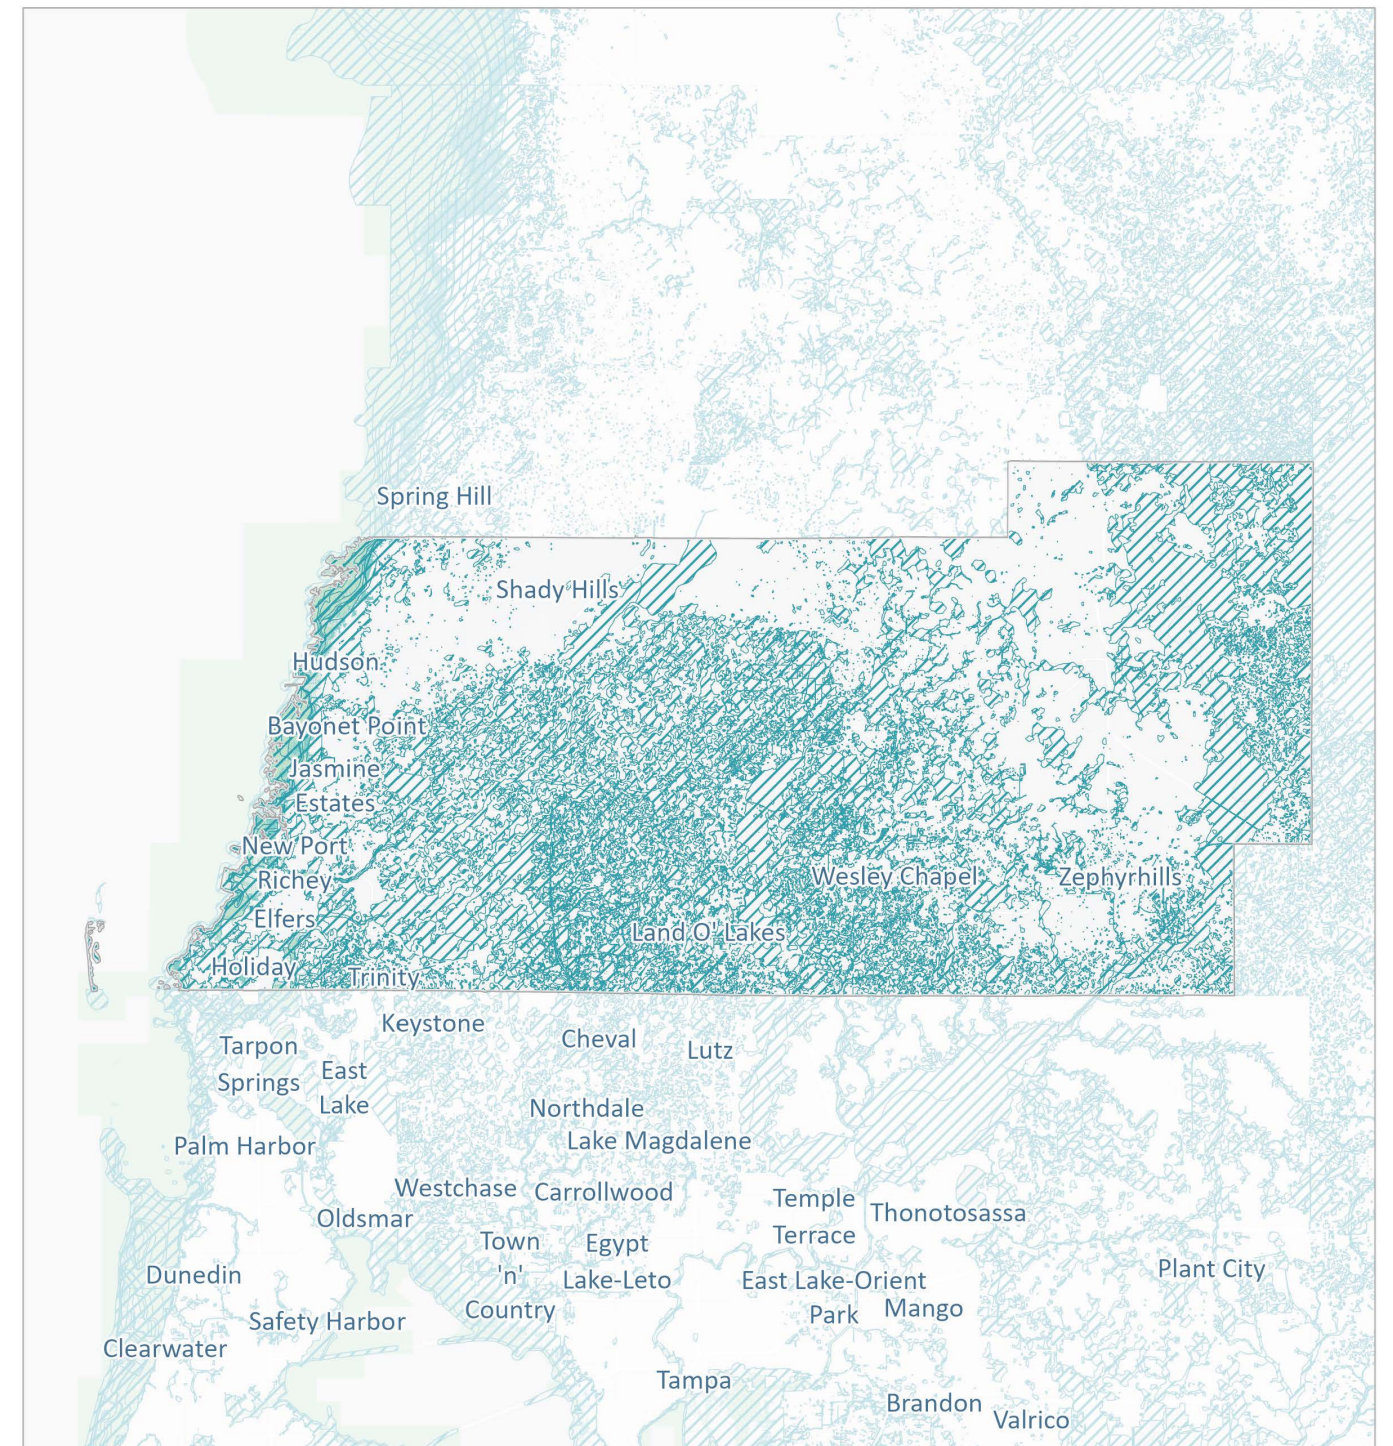 Spring Hill
Shady Hills
Hudson
Bayonet Point
Jasmine
Estates
New Port
Richey
Elfers
Holiday
Trinity
Wesley Chapel
Zephyrhills
Land O' Lakes
Keystone
Cheval
Lutz
Tarpon
Springs
East
Lake
Northdale
Lake Magdalene
Palm Harbor
Westchase
Carrollwood
Oldsmar
Temple
Terrace
Thonotosassa
Town
'n'
Country
Egypt
Lake-Leto
Dunedin
East Lake-Orient
Park
Mango
Plant City
Safety Harbor
Clearwater
Tampa
Brandon
Valrico